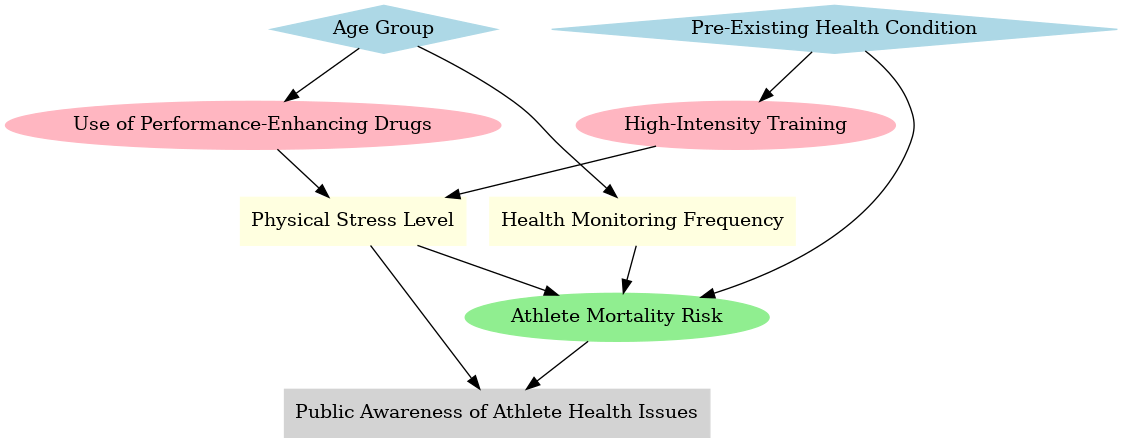 Age Group
Pre-Existing Health Condition
Use of Performance-Enhancing Drugs
High-Intensity Training
Physical Stress Level
Health Monitoring Frequency
Athlete Mortality Risk
Public Awareness of Athlete Health Issues